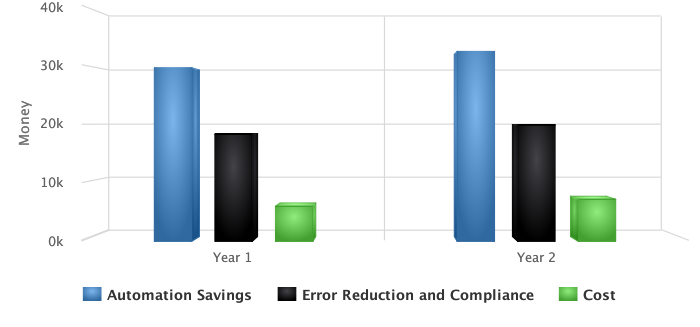 40k
30k
20k
10k
0k
Money
Year 1
Year 2
Automation Savings
Error Reduction and Compliance
Cost